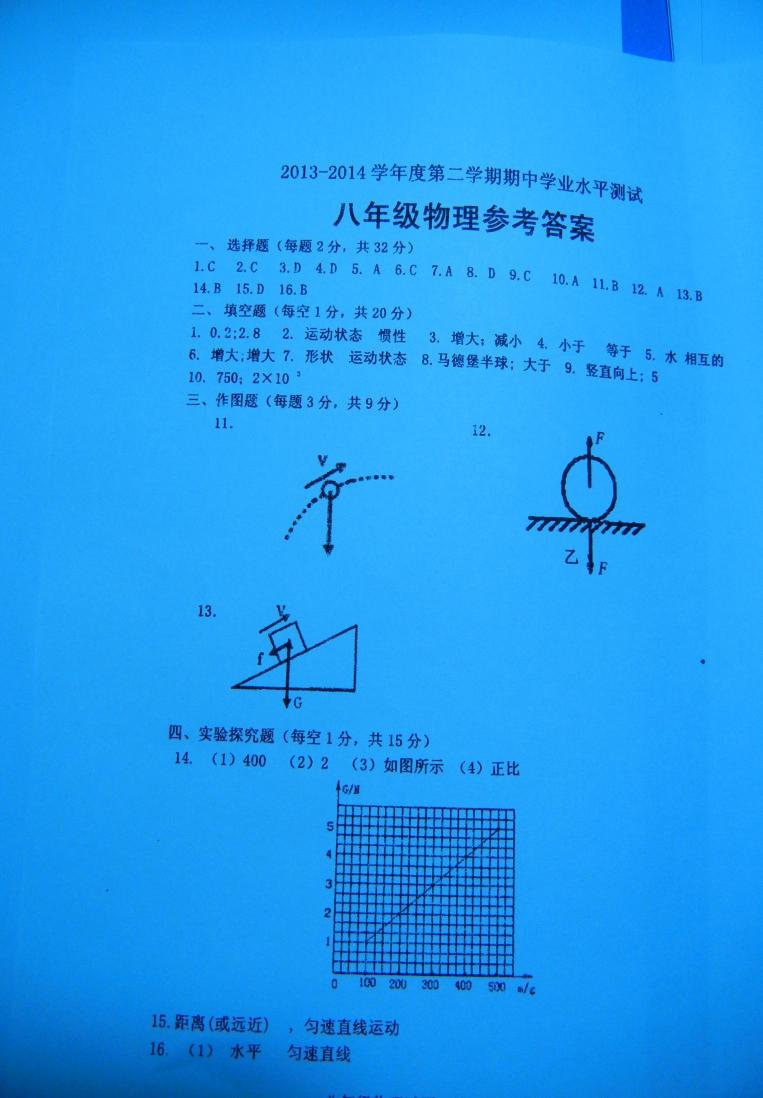 2013-2014 学年度第二学期期中学业水平测试
八年级物理参考答案
一、 选择题（每题 2 分，共 32 分）
1.C 2.C 3.D 4.D 5. A 6.C 7.A 8. D 9.C 10.A 11.B 12. A 13.B
14.B 15.D 16.B
二、 填空题（每空 1 分，共 20 分）
1. 0.2;2.8 2. 运动状态 惯性 3. 增大；减小 4. 小于 等于 5. 水 相互的
6. 增大;增大 7. 形状 运动状态 8.马德堡半球；大于 9. 竖直向上；5
10. 750；2×10 ³
三、作图题（每题 3 分，共 9 分）
11.
12.
V
F
乙
F
13.
V
f
G
四、实验探究题（每空 1 分，共 15 分）
14. （1）400 （2）2 （3）如图所示 （4）正比
G/N
5
4
3
2
1
0 100 200 300 400 500 m/g
15.距离(或远近) ，匀速直线运动
16. （1） 水平 匀速直线